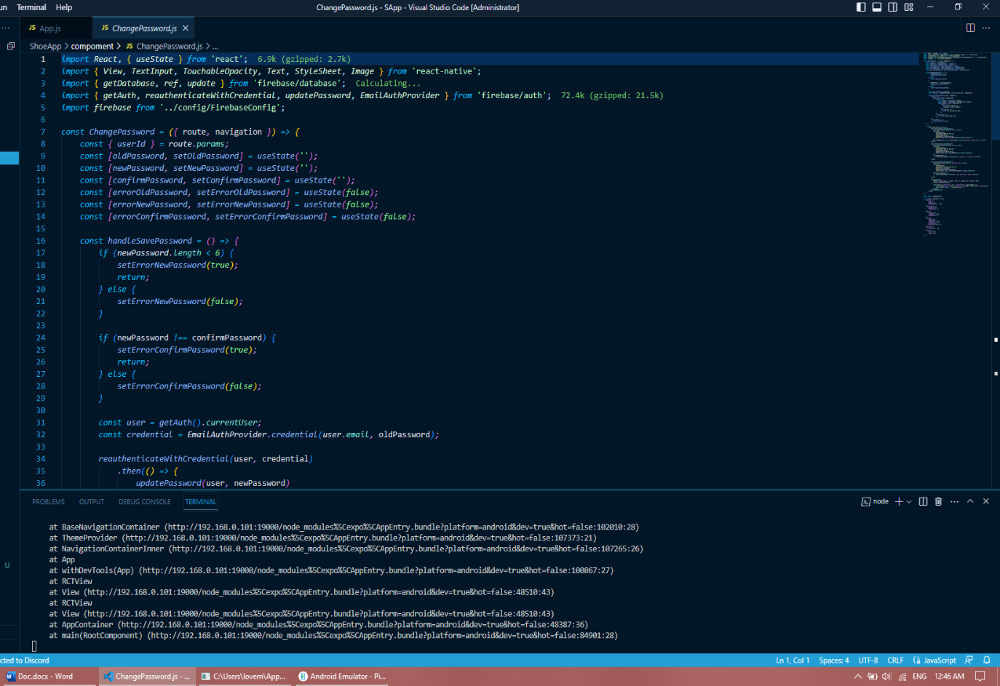 un Terminal Help ChangePassword.js - SApp - Visual Studio Code [Administrator]
JS App.js JS ChangePassword.js
ShoeApp > compoment > JS ChangePassword.js > ...
1 import React, { useState } from 'react'; 6.9k (gzipped: 2.7k)
2 import { View, TextInput, TouchableOpacity, Text, StyleSheet, Image } from 'react-native';
3 import { getDatabase, ref, update } from 'firebase/database'; Calculating...
4 import { getAuth, reauthenticateWithCredential, updatePassword, EmailAuthProvider } from 'firebase/auth'; 72.4k (gzipped: 21.5k)
5 import firebase from '../config/FirebaseConfig';
6
7 const ChangePassword = ({ route, navigation }) => {
8 const { userId } = route.params;
9 const [oldPassword, setOldPassword] = useState('');
10 const [newPassword, setNewPassword] = useState('');
11 const [confirmPassword, setConfirmPassword] = useState('');
12 const [errorOldPassword, setErrorOldPassword] = useState(false);
13 const [errorNewPassword, setErrorNewPassword] = useState(false);
14 const [errorConfirmPassword, setErrorConfirmPassword] = useState(false);
15
16 const handleSavePassword = () => {
17 if (newPassword.length < 6) {
18 setErrorNewPassword(true);
19 return;
20 } else {
21 setErrorNewPassword(false);
22 }
23
24 if (newPassword !== confirmPassword) {
25 setErrorConfirmPassword(true);
26 return;
27 } else {
28 setErrorConfirmPassword(false);
29 }
30
31 const user = getAuth().currentUser;
32 const credential = EmailAuthProvider.credential(user.email, oldPassword);
33
34 reauthenticateWithCredential(user, credential)
35 .then(() => {
36 updatePassword(user, newPassword)
PROBLEMS OUTPUT DEBUG CONSOLE TERMINAL node
at BaseNavigationContainer (http://192.168.0.101:19000/node_modules%5Cexpo%5CAppEntry.bundle?platform=android&dev=true&hot=false:102010:28)
at ThemeProvider (http://192.168.0.101:19000/node_modules%5Cexpo%5CAppEntry.bundle?platform=android&dev=true&hot=false:107373:21)
at NavigationContainerInner (http://192.168.0.101:19000/node_modules%5Cexpo%5CAppEntry.bundle?platform=android&dev=true&hot=false:107265:26)
at App
at withDevTools(App) (http://192.168.0.101:19000/node_modules%5Cexpo%5CAppEntry.bundle?platform=android&dev=true&hot=false:100867:27)
at RCTView
at View (http://192.168.0.101:19000/node_modules%5Cexpo%5CAppEntry.bundle?platform=android&dev=true&hot=false:48510:43)
at RCTView
U
at View (http://192.168.0.101:19000/node_modules%5Cexpo%5CAppEntry.bundle?platform=android&dev=true&hot=false:48510:43)
at AppContainer (http://192.168.0.101:19000/node_modules%5Cexpo%5CAppEntry.bundle?platform=android&dev=true&hot=false:48387:36)
at main(RootComponent) (http://192.168.0.101:19000/node_modules%5Cexpo%5CAppEntry.bundle?platform=android&dev=true&hot=false:84901:28)
cted to Discord Ln 1, Col 1 Spaces: 4 UTF-8 CRLF JavaScript
Doc.docx - Word ChangePassword.js - ... C:\Users\lovem\App... Android Emulator - Pi... ENG 12:46 AM